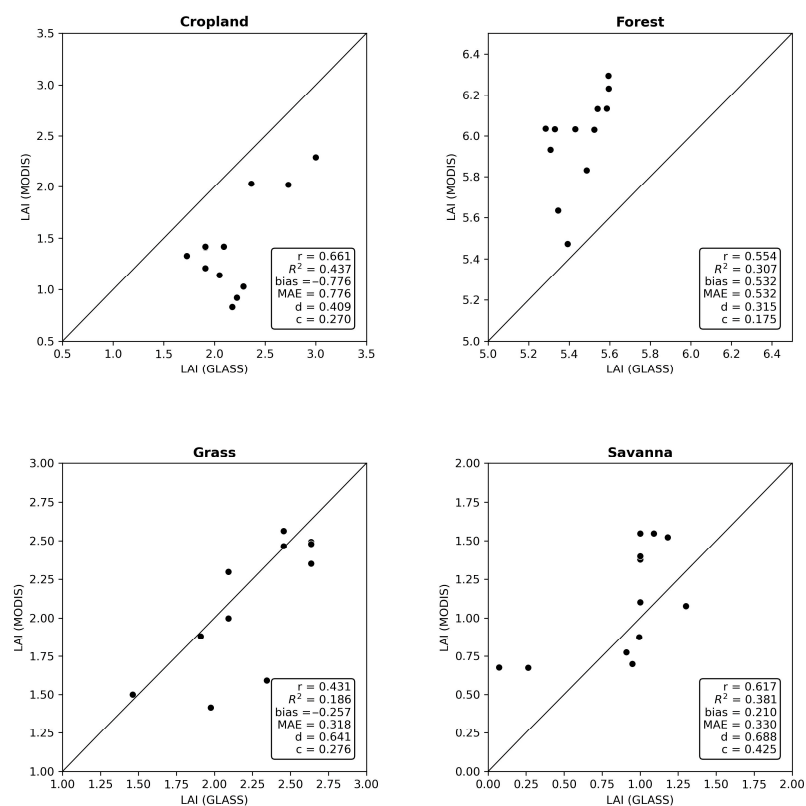 Cropland
3.5
3.0
2.5
2.0
1.5
1.0
0.5
LAI (MODIS)
r = 0.661
R² = 0.437
bias =−0.776
MAE = 0.776
d = 0.409
c = 0.270
0.5 1.0 1.5 2.0 2.5 3.0 3.5
LAI (GLASS)
Forest
6.4
6.2
6.0
5.8
5.6
5.4
5.2
5.0
LAI (MODIS)
r = 0.554
R² = 0.307
bias = 0.532
MAE = 0.532
d = 0.315
c = 0.175
5.0 5.2 5.4 5.6 5.8 6.0 6.2 6.4
LAI (GLASS)
Grass
3.00
2.75
2.50
2.25
2.00
1.75
1.50
1.25
1.00
LAI (MODIS)
r = 0.431
R² = 0.186
bias =−0.257
MAE = 0.318
d = 0.641
c = 0.276
1.00 1.25 1.50 1.75 2.00 2.25 2.50 2.75 3.00
LAI (GLASS)
Savanna
2.00
1.75
1.50
1.25
1.00
0.75
0.50
0.25
0.00
LAI (MODIS)
r = 0.617
R² = 0.381
bias = 0.210
MAE = 0.330
d = 0.688
c = 0.425
0.00 0.25 0.50 0.75 1.00 1.25 1.50 1.75 2.00
LAI (GLASS)